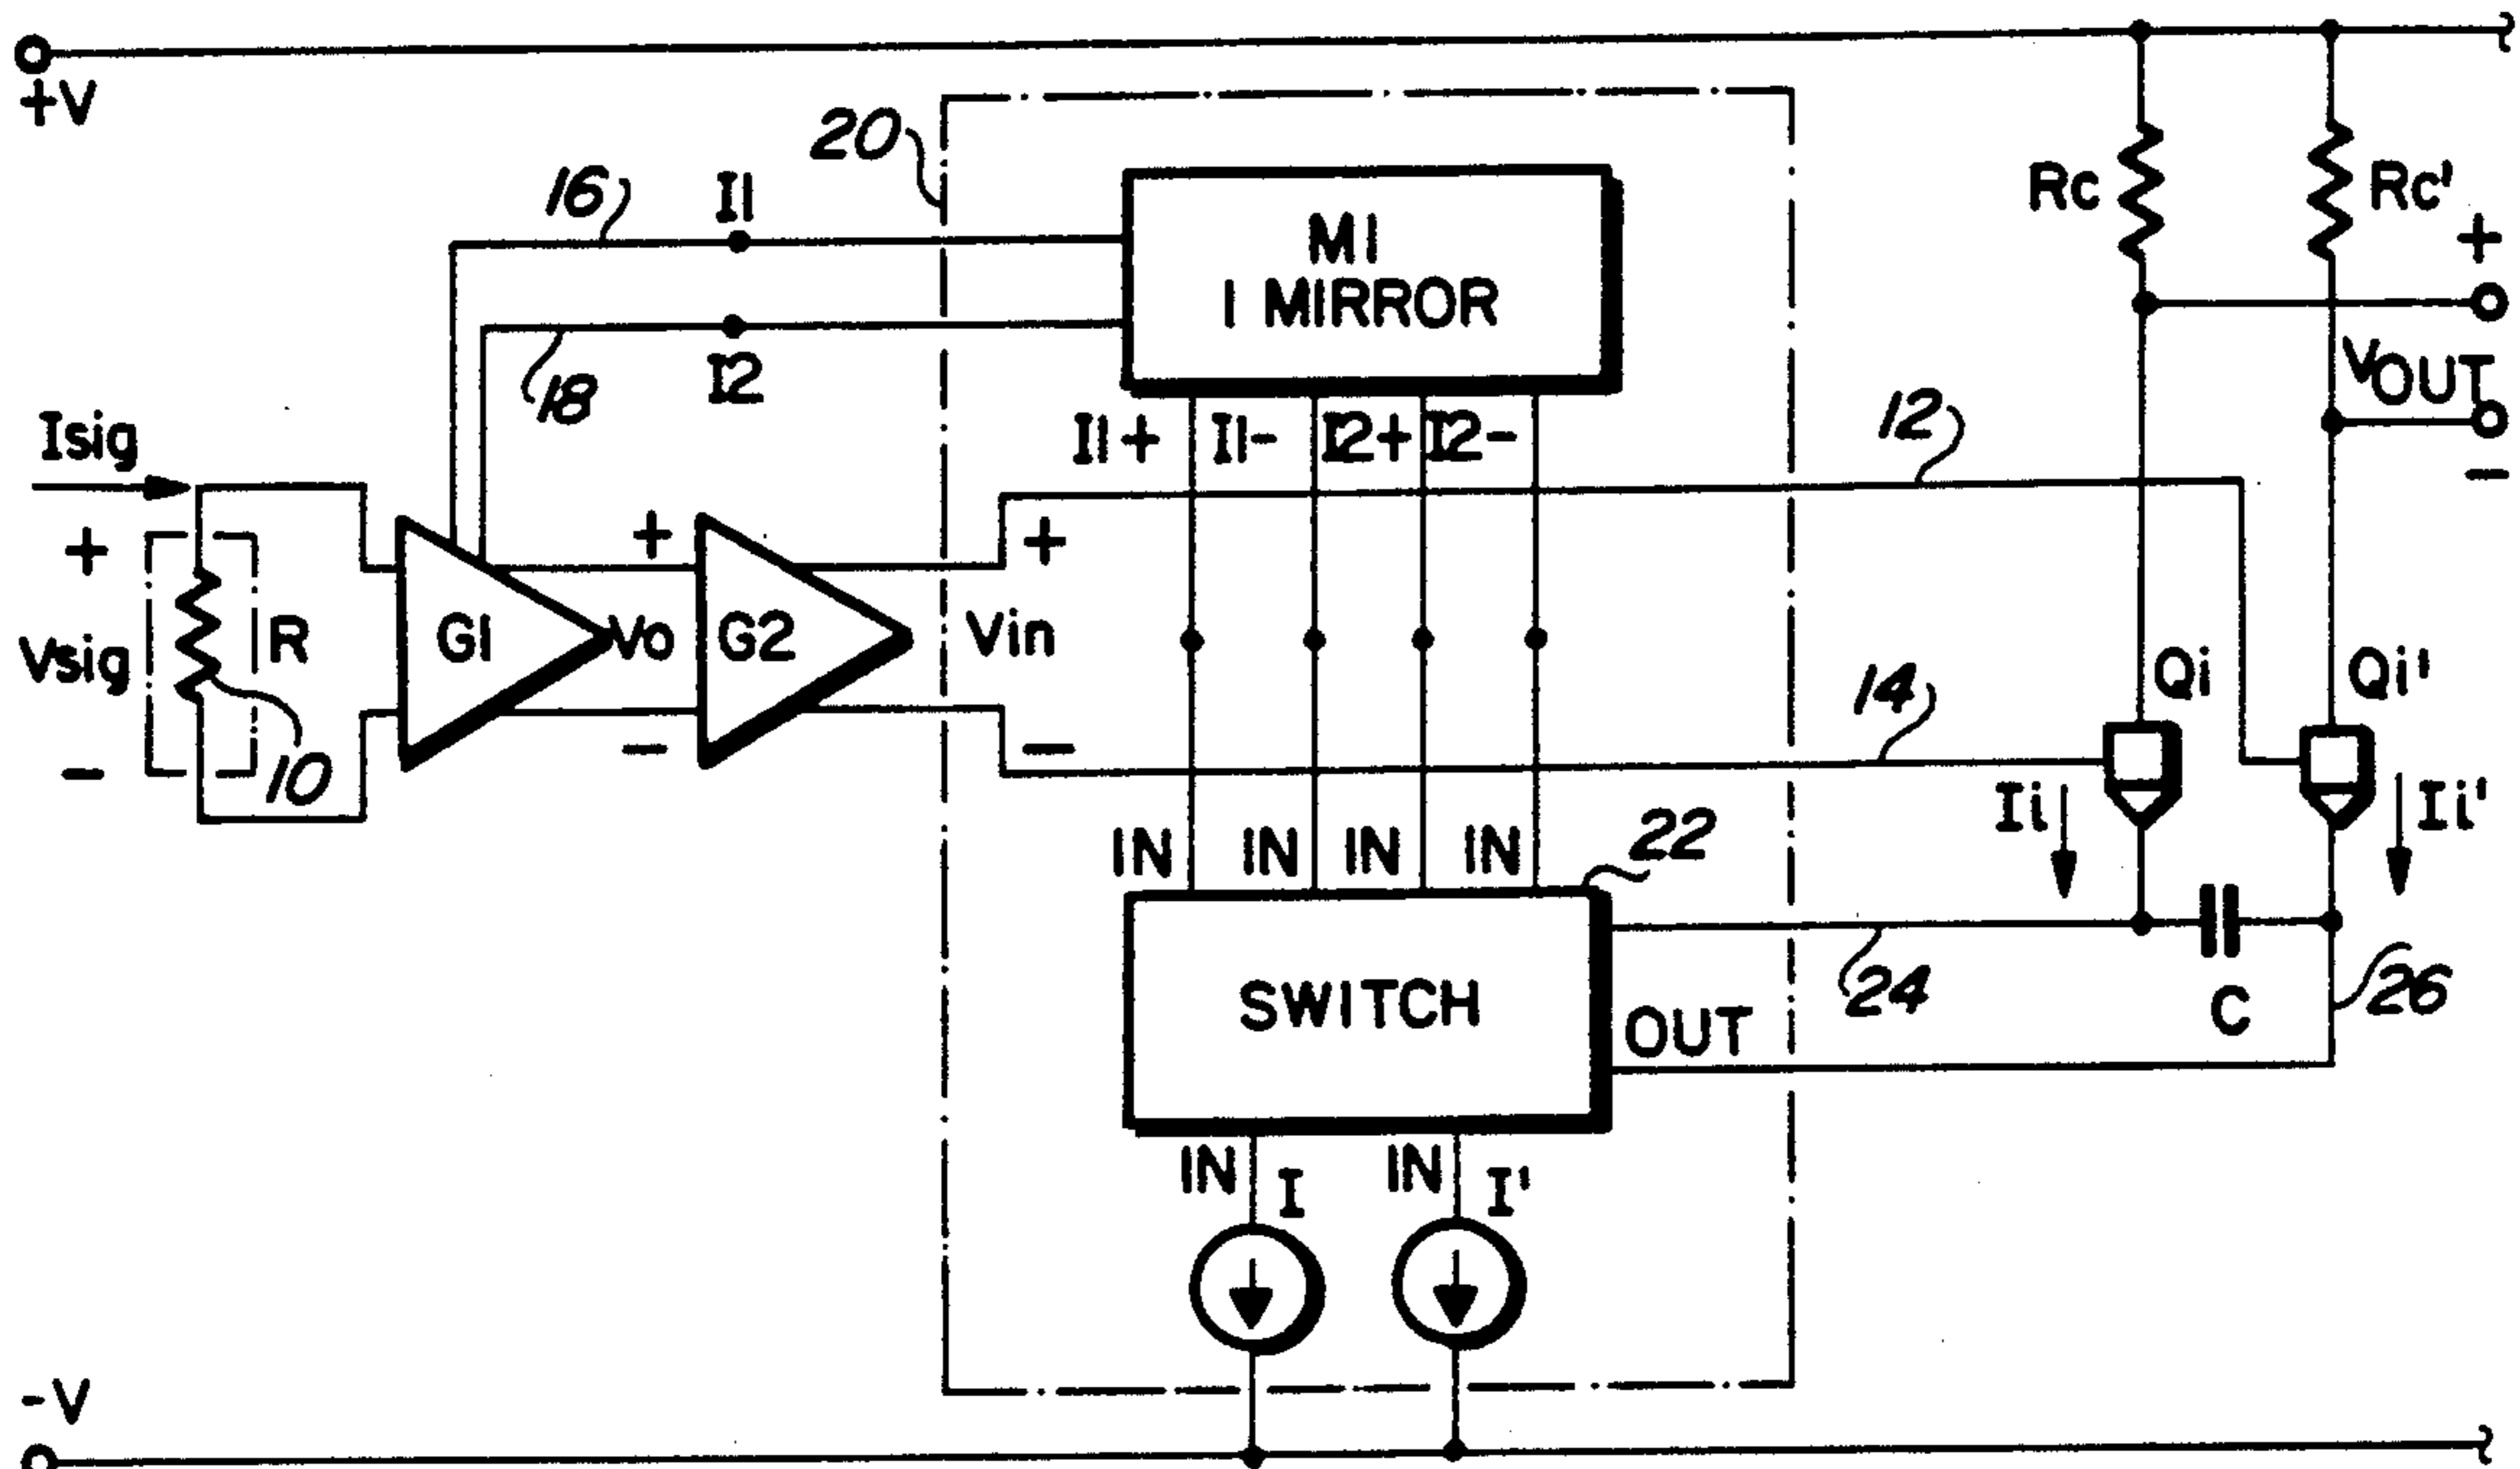 +V
20
16
I1
Rc
Rc'
+
M1
I MIRROR
18
I2
VOUT
Isig
I1+ I1- I2+ I2-
12
-
+
+
+
Vsig
R
G1
Vo
G2
Vin
14
Qi
Qi'
-
10
-
-
Ii
Ii'
IN IN IN IN
22
SWITCH
OUT
24
C
26
IN I
IN I'
-V